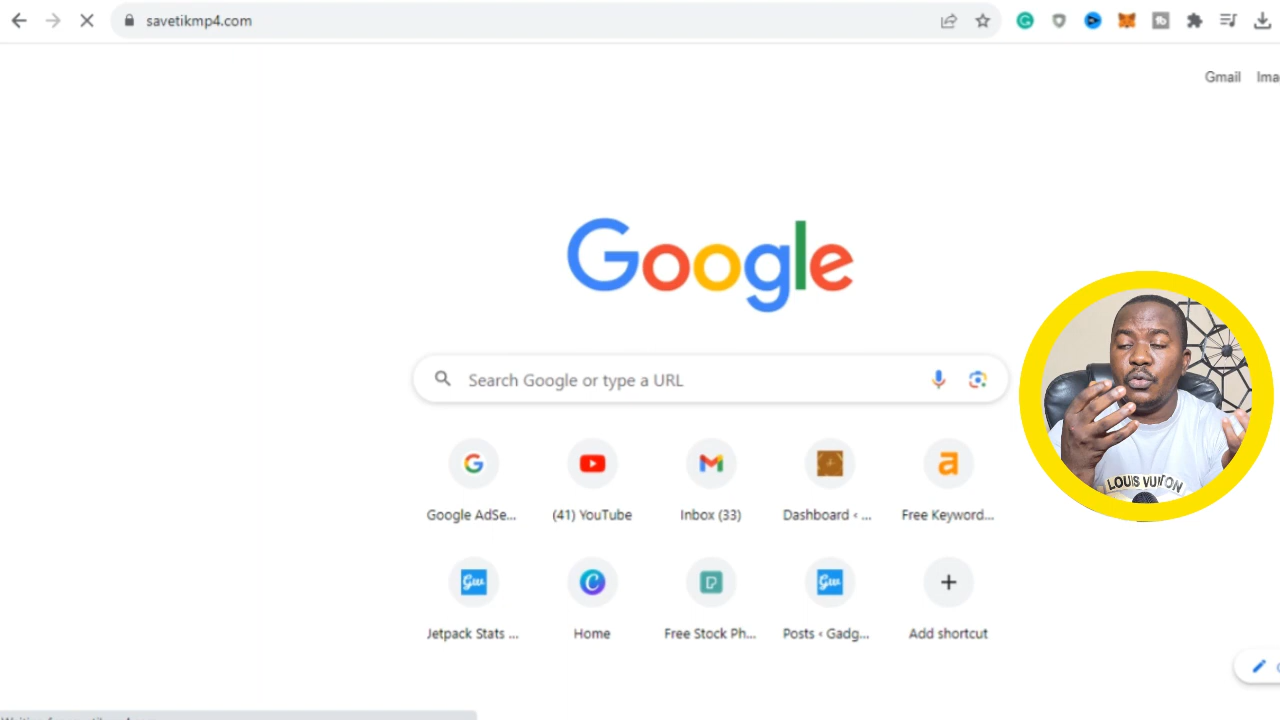 savetikmp4.com
Gmail
Google
Search Google or type a URL
Google AdSe...
(41) YouTube
Inbox (33)
Dashboard ‹ ...
Free Keyword...
Jetpack Stats ...
Home
Free Stock Ph...
Posts ‹ Gadg...
Add shortcut
LOUIS VUITTON